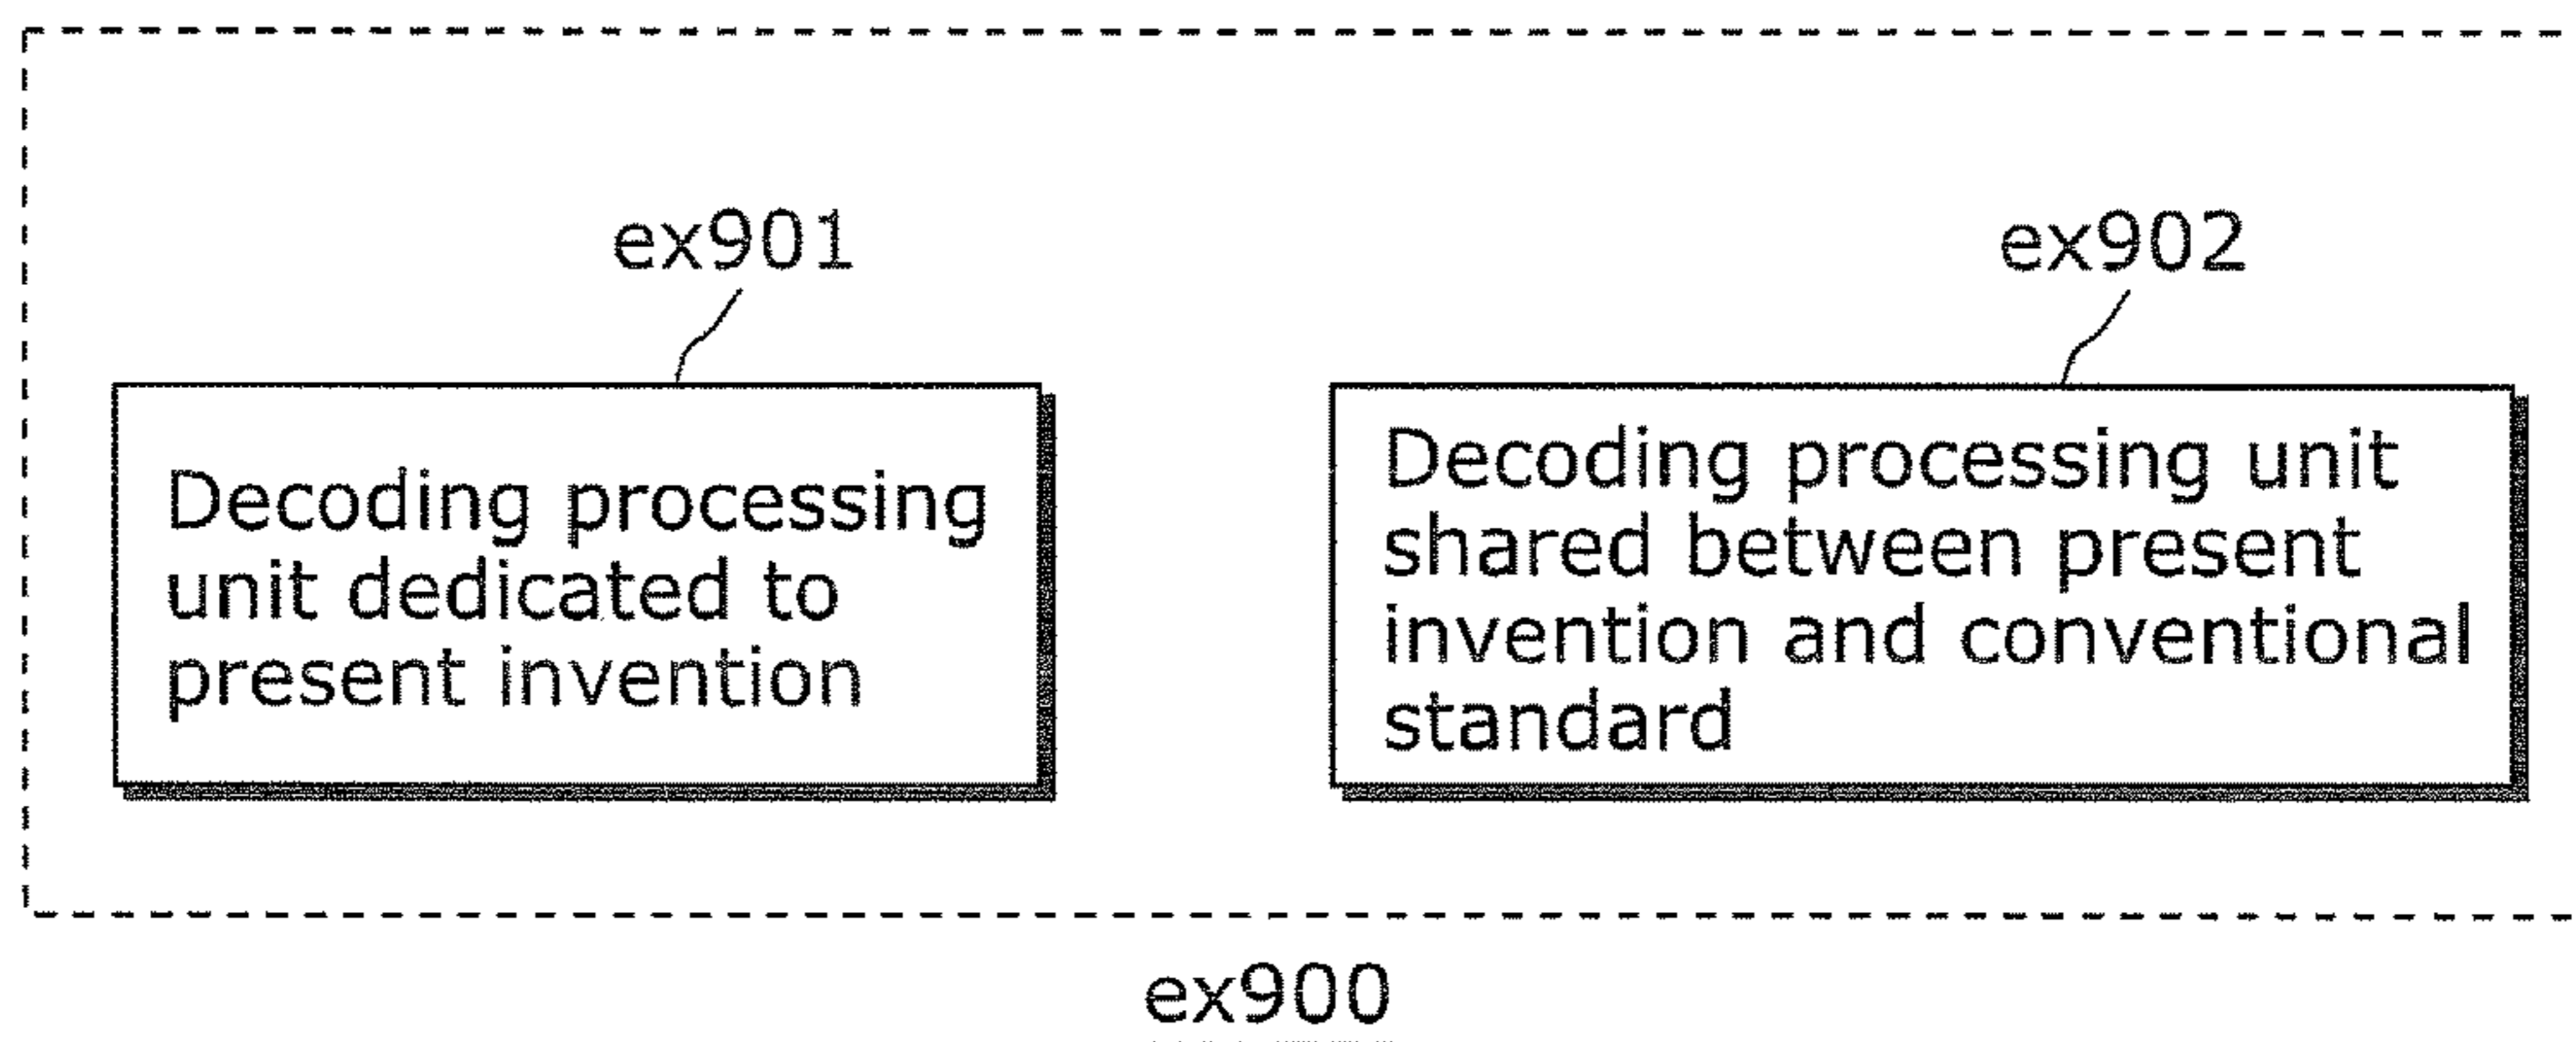 ex901
Decoding processing
unit dedicated to
present invention
ex902
Decoding processing unit
shared between present
invention and conventional
standard
ex900